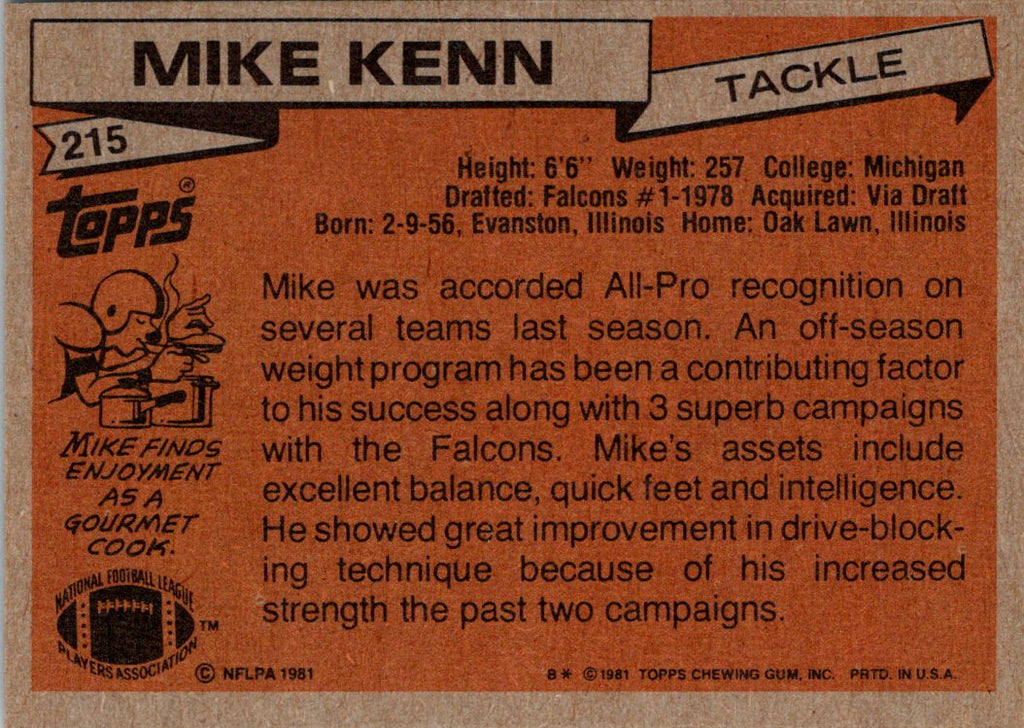 MIKE KENN
TACKLE
215
Topps®
Height: 6'6'' Weight: 257 College: Michigan
Drafted: Falcons #1-1978 Acquired: Via Draft
Born: 2-9-56, Evanston, Illinois Home: Oak Lawn, Illinois
Mike was accorded All-Pro recognition on
several teams last season. An off-season
weight program has been a contributing factor
to his success along with 3 superb campaigns
with the Falcons. Mike's assets include
excellent balance, quick feet and intelligence.
He showed great improvement in drive-block-
ing technique because of his increased
strength the past two campaigns.
MIKE FINDS
ENJOYMENT
AS A
GOURMET
COOK.
NATIONAL FOOTBALL LEAGUE
PLAYERS ASSOCIATION
TM
© NFLPA 1981
B* © 1981 TOPPS CHEWING GUM, INC. PRTD. IN U.S.A.